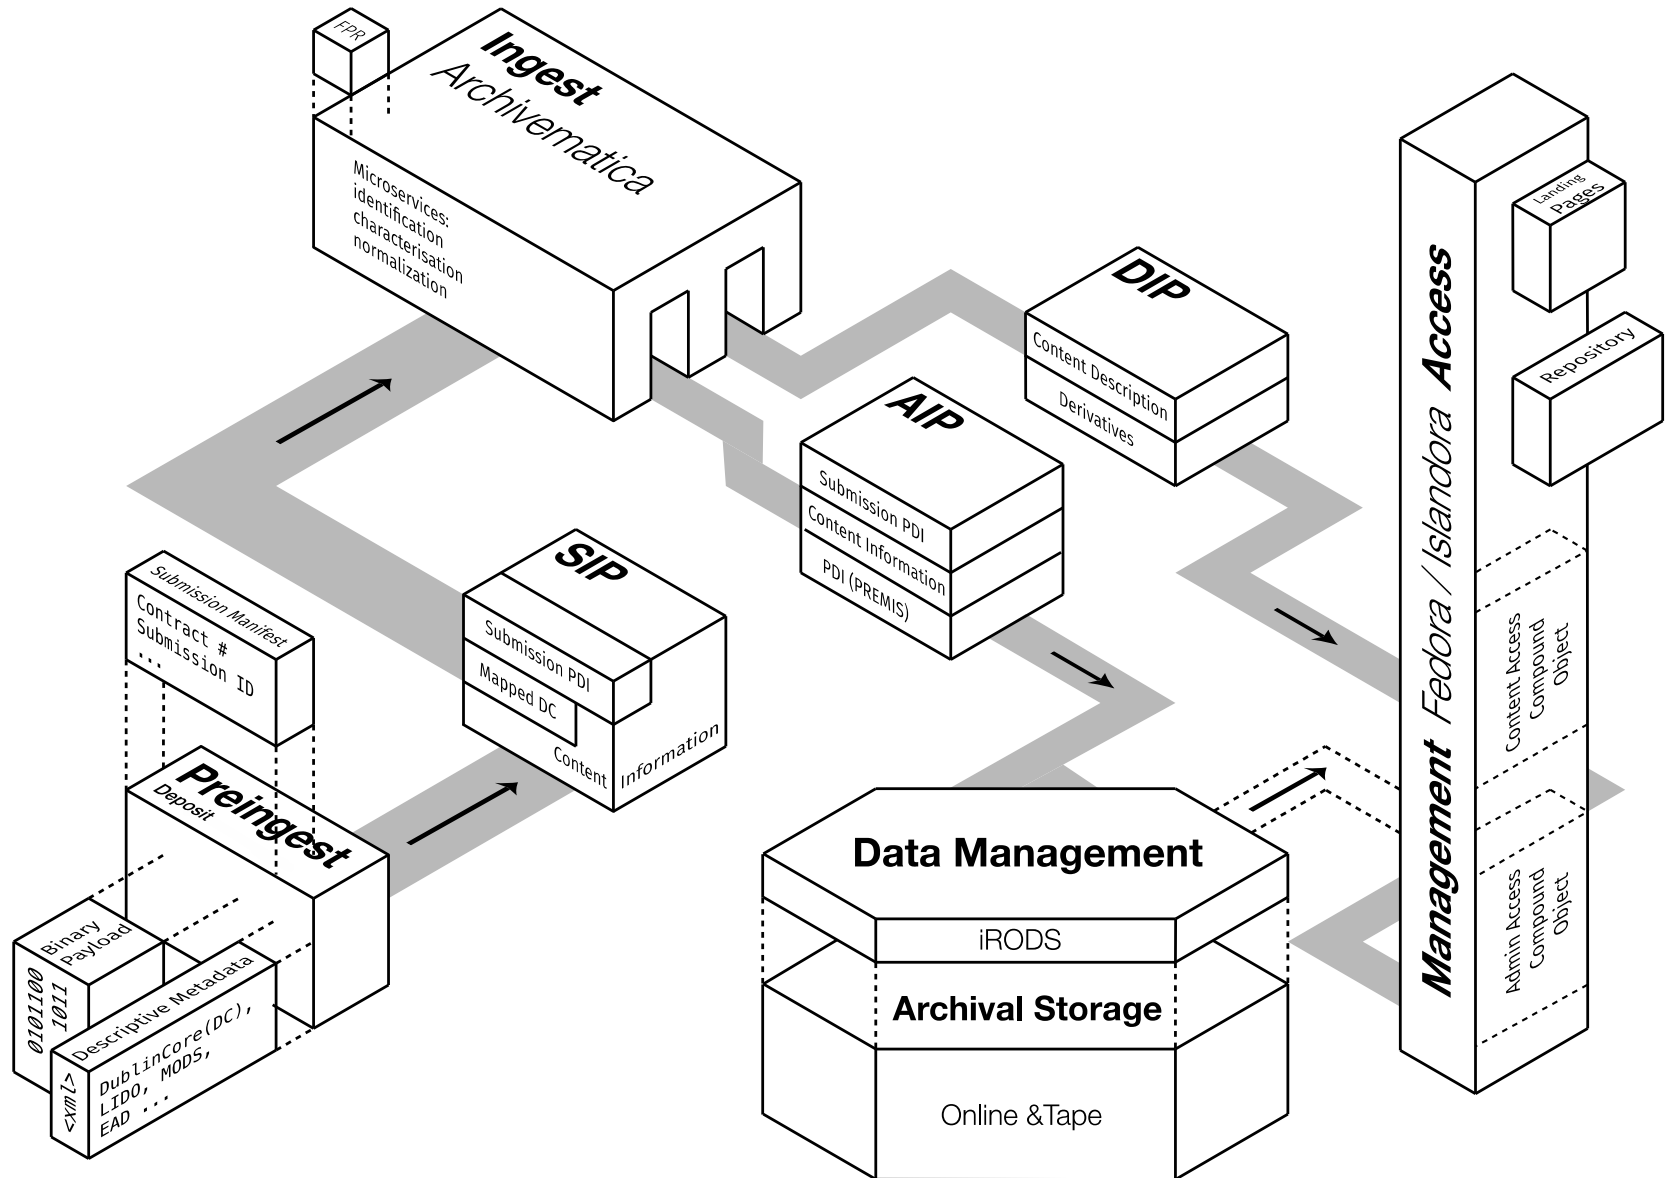 FPR
Ingest
Archivematica
Microservices:
identification
characterisation
normalization
DIP
Content Description
Derivatives
AIP
Submission PDI
Content Information
PDI (PREMIS)
SIP
Submission PDI
Mapped DC
Content
Information
Submission Manifest
Contract #
Submission ID
...
Preingest
Deposit
Binary
Payload
0101100
1011
Descriptive Metadata
<xml>
DublinCore(DC),
LIDO, MODS,
EAD ...
Data Management
iRODS
Archival Storage
Online &Tape
Management Fedora / Islandora Access
Landing
Pages
Repository
Content Access
Compound
Object
Admin Access
Compound
Object